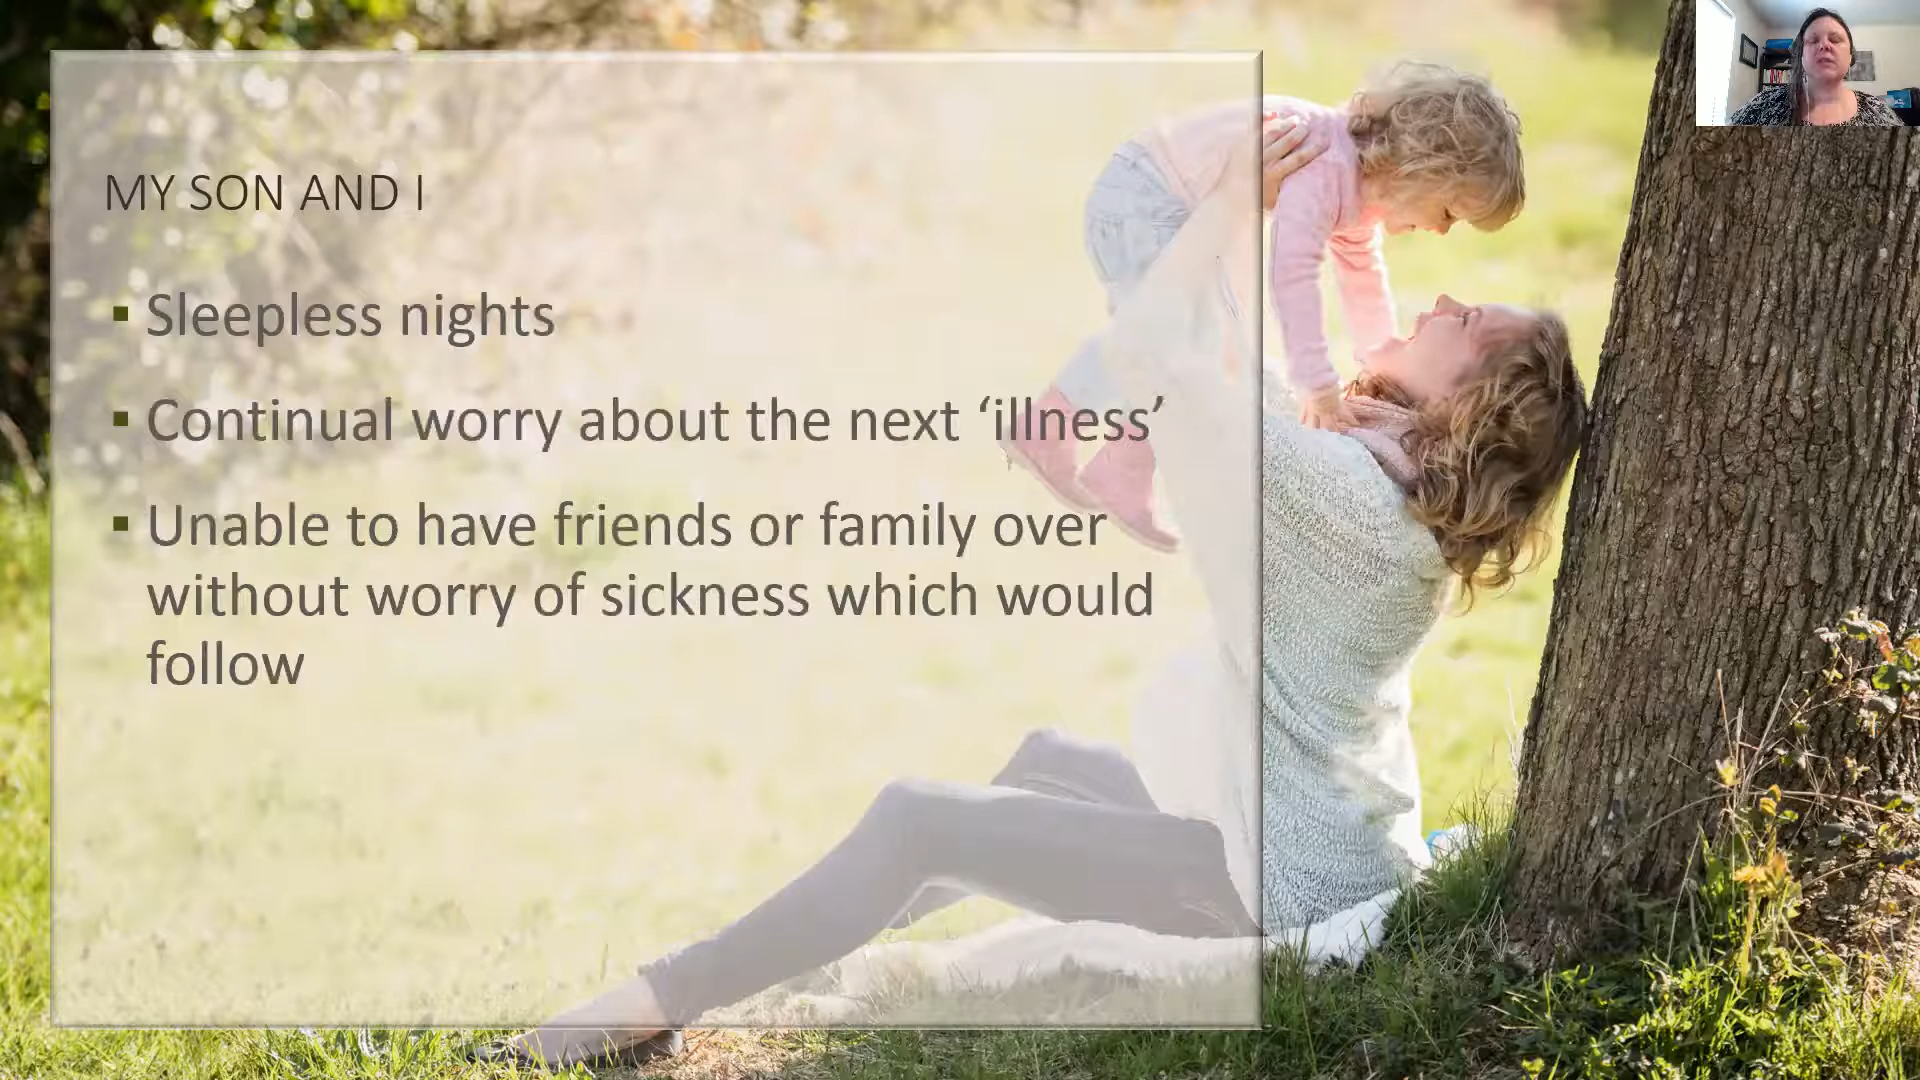 MY SON AND I
▪ Sleepless nights
▪ Continual worry about the next ‘illness’
▪ Unable to have friends or family over
without worry of sickness which would
follow